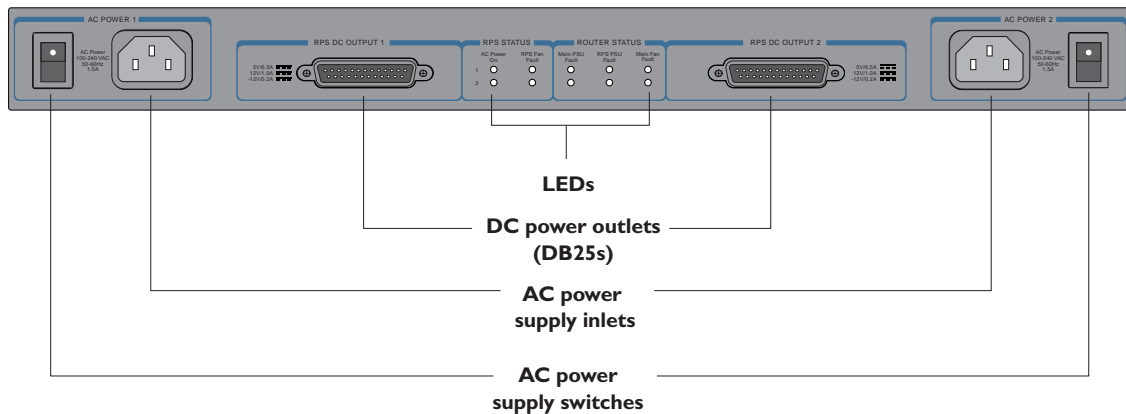 AC POWER 1
AC Power
100-240 VAC
50-60Hz
1.5A
RPS DC OUTPUT 1
5V/6.5A
12V/1.0A
-12V/0.2A
RPS STATUS
AC Power
On
RPS Fan
Fault
1
2
ROUTER STATUS
Main PSU
Fault
RPS PSU
Fault
Main Fan
Fault
RPS DC OUTPUT 2
5V/6.5A
12V/1.0A
-12V/0.2A
AC POWER 2
AC Power
100-240 VAC
50-60Hz
1.5A
LEDs
DC power outlets
(DB25s)
AC power
supply inlets
AC power
supply switches